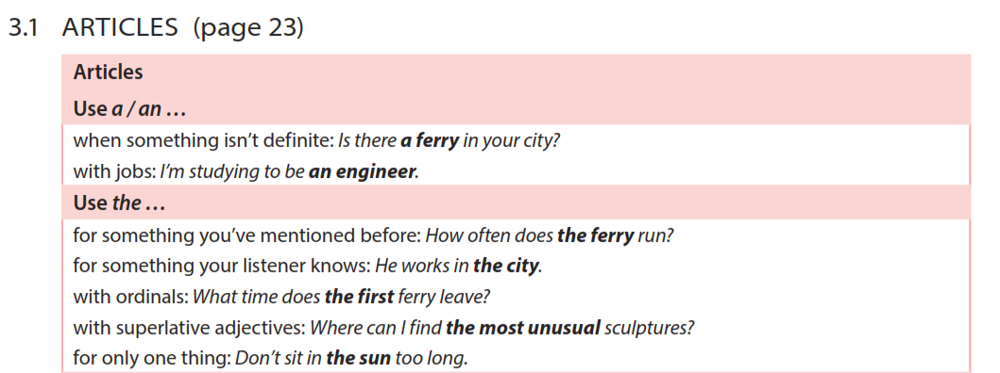 3.1 ARTICLES (page 23)
Articles
Use a / an …
when something isn’t definite: Is there a ferry in your city?
with jobs: I’m studying to be an engineer.
Use the …
for something you’ve mentioned before: How often does the ferry run?
for something your listener knows: He works in the city.
with ordinals: What time does the first ferry leave?
with superlative adjectives: Where can I find the most unusual sculptures?
for only one thing: Don’t sit in the sun too long.